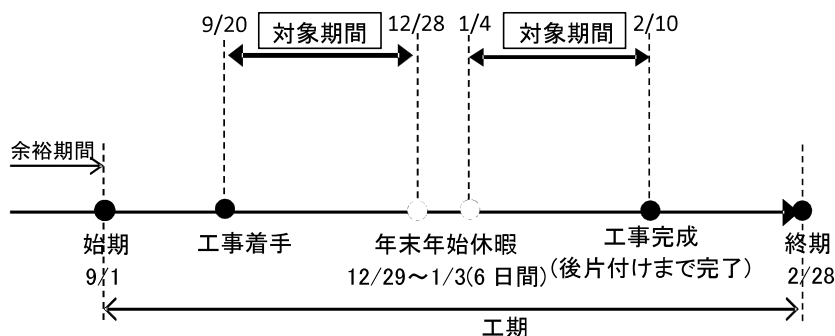 9/20
対象期間
12/28
1/4
対象期間
2/10
余裕期間
始期
9/1
工事着手
年末年始休暇
12/29～1/3(6日間)
工事完成
(後片付けまで完了)
終期
2/28
工期